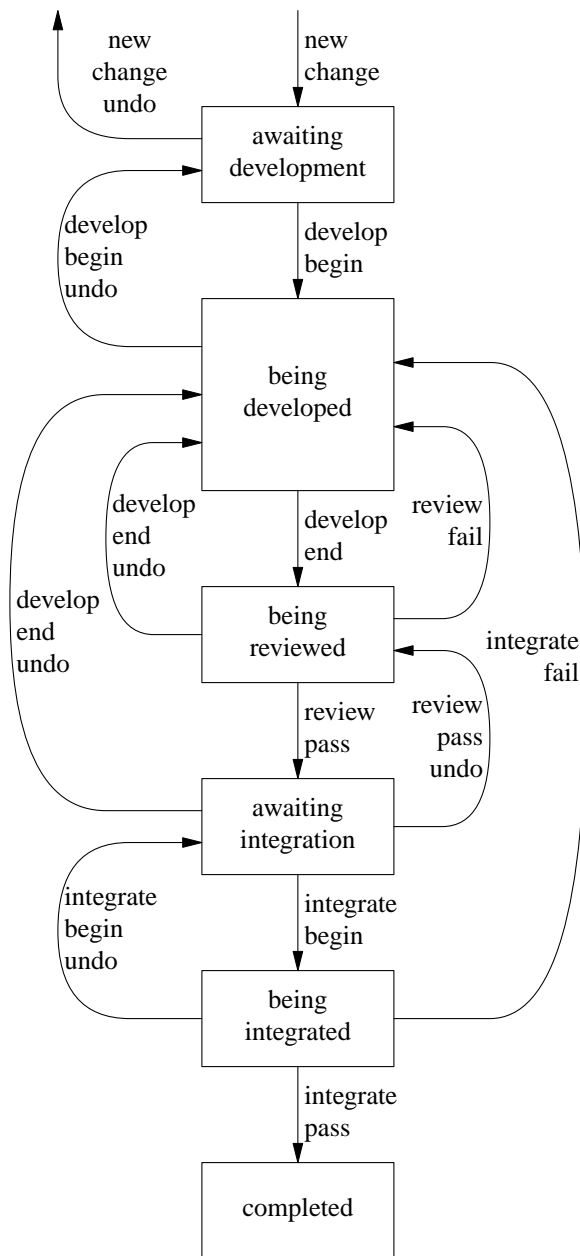 new
change
undo
new
change
awaiting
development
develop
begin
undo
develop
begin
being
developed
develop
end
undo
develop
end
review
fail
develop
end
undo
being
reviewed
integrate
fail
review
pass
review
pass
undo
awaiting
integration
integrate
begin
undo
integrate
begin
being
integrated
integrate
pass
completed